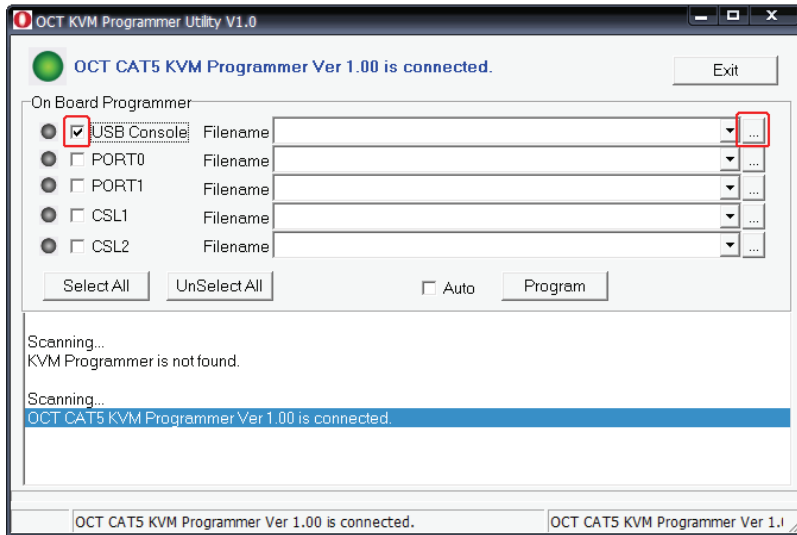 OCT KVM Programmer Utility V1.0
OCT CAT5 KVM Programmer Ver 1.00 is connected.
Exit
On Board Programmer
USB Console Filename ...
PORT0 Filename ...
PORT1 Filename ...
CSL1 Filename ...
CSL2 Filename ...
Select All UnSelect All Auto Program
Scanning...
KVM Programmer is not found.
Scanning...
OCT CAT5 KVM Programmer Ver 1.00 is connected.
OCT CAT5 KVM Programmer Ver 1.00 is connected. OCT CAT5 KVM Programmer Ver 1.